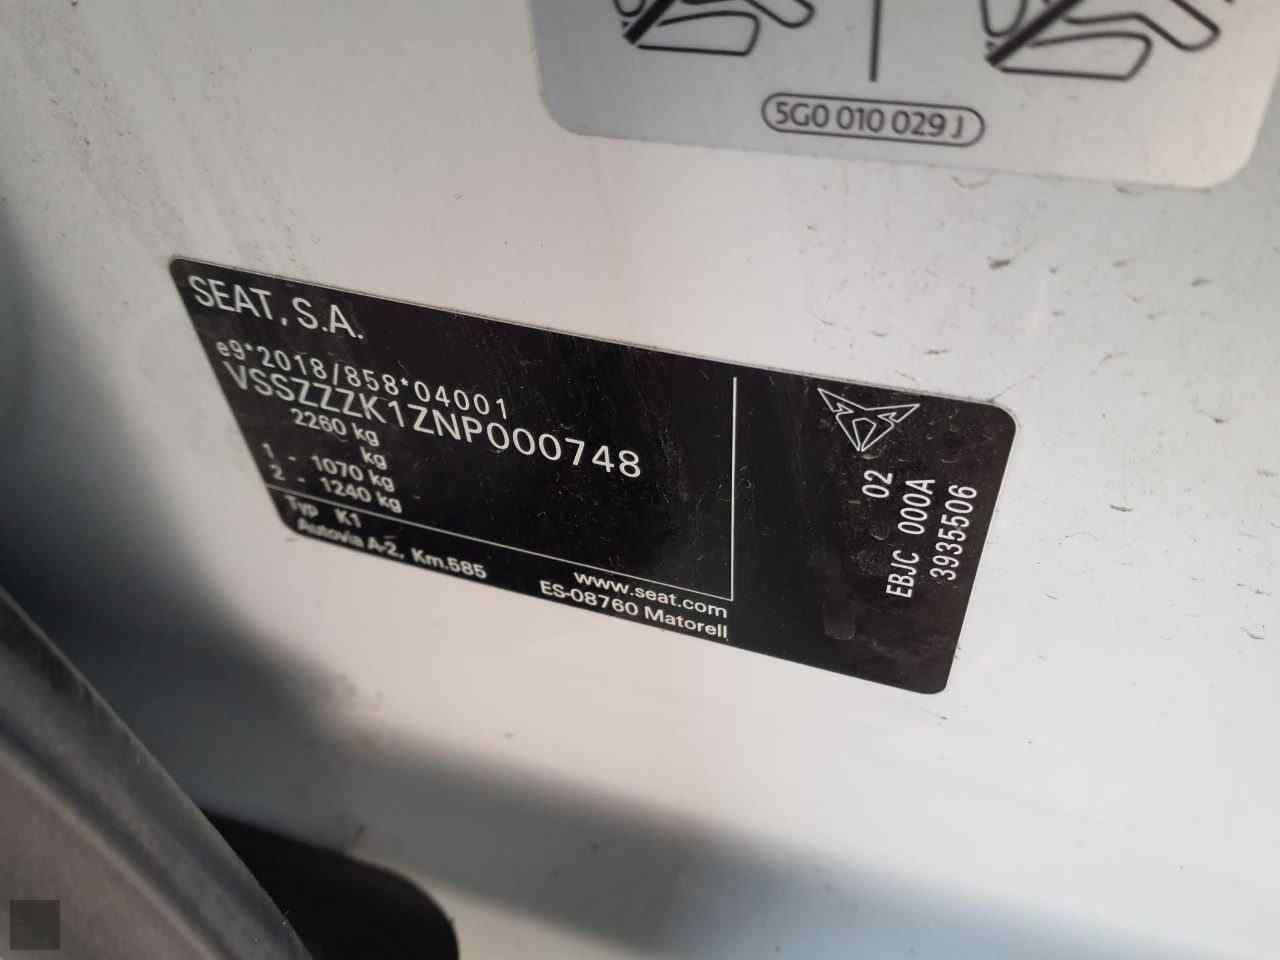 5G0 010 029 J
SEAT, S.A.
e9*2018/858*04001
VSSZZZK1ZNP000748
2260 kg
kg
1 - 1070 kg
2 - 1240 kg
Typ K1
www.seat.com
Autovia A-2, Km.585
ES-08760 Matorell
02
EBJC 000A
3935506